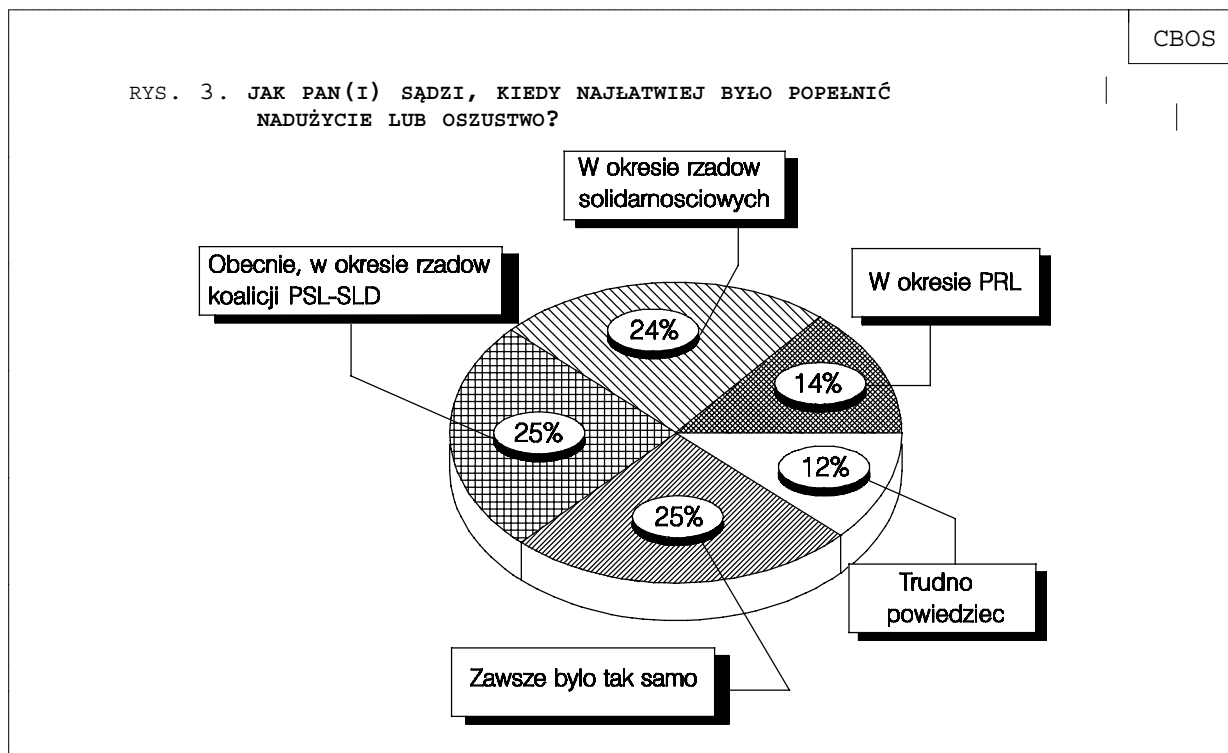 CBOS
RYS. 3. JAK PAN(I) SĄDZI, KIEDY NAJŁATWIEJ BYŁO POPEŁNIĆ
NADUŻYCIE LUB OSZUSTWO?
W okresie rzadow
solidarnosciowych
Obecnie, w okresie rzadow
koalicji PSL-SLD
W okresie PRL
24%
14%
25%
12%
25%
Trudno
powiedziec
Zawsze bylo tak samo